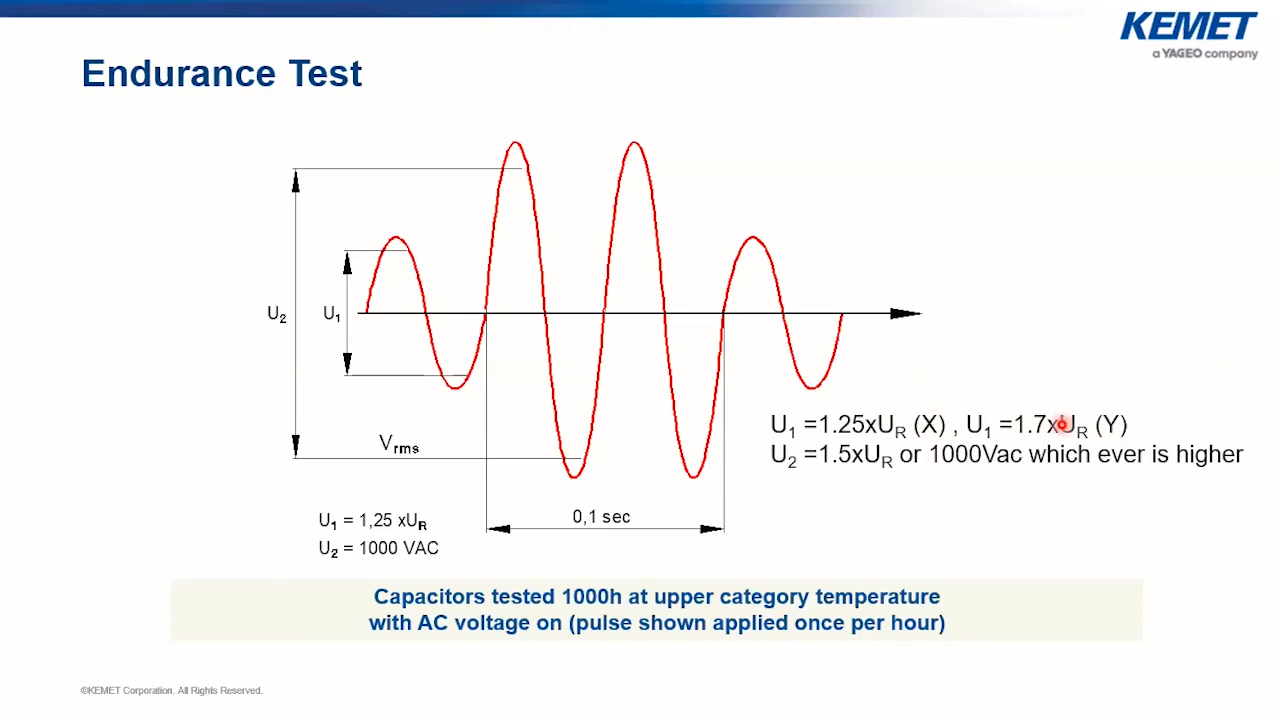 KEMET
a YAGEO company
Endurance Test
U2
U1
Vrms
U1 =1.25xUR (X) , U1 =1.7xUR (Y)
U2 =1.5xUR or 1000Vac which ever is higher
0,1 sec
U1 = 1,25 xUR
U2 = 1000 VAC
Capacitors tested 1000h at upper category temperature
with AC voltage on (pulse shown applied once per hour)
©KEMET Corporation. All Rights Reserved.